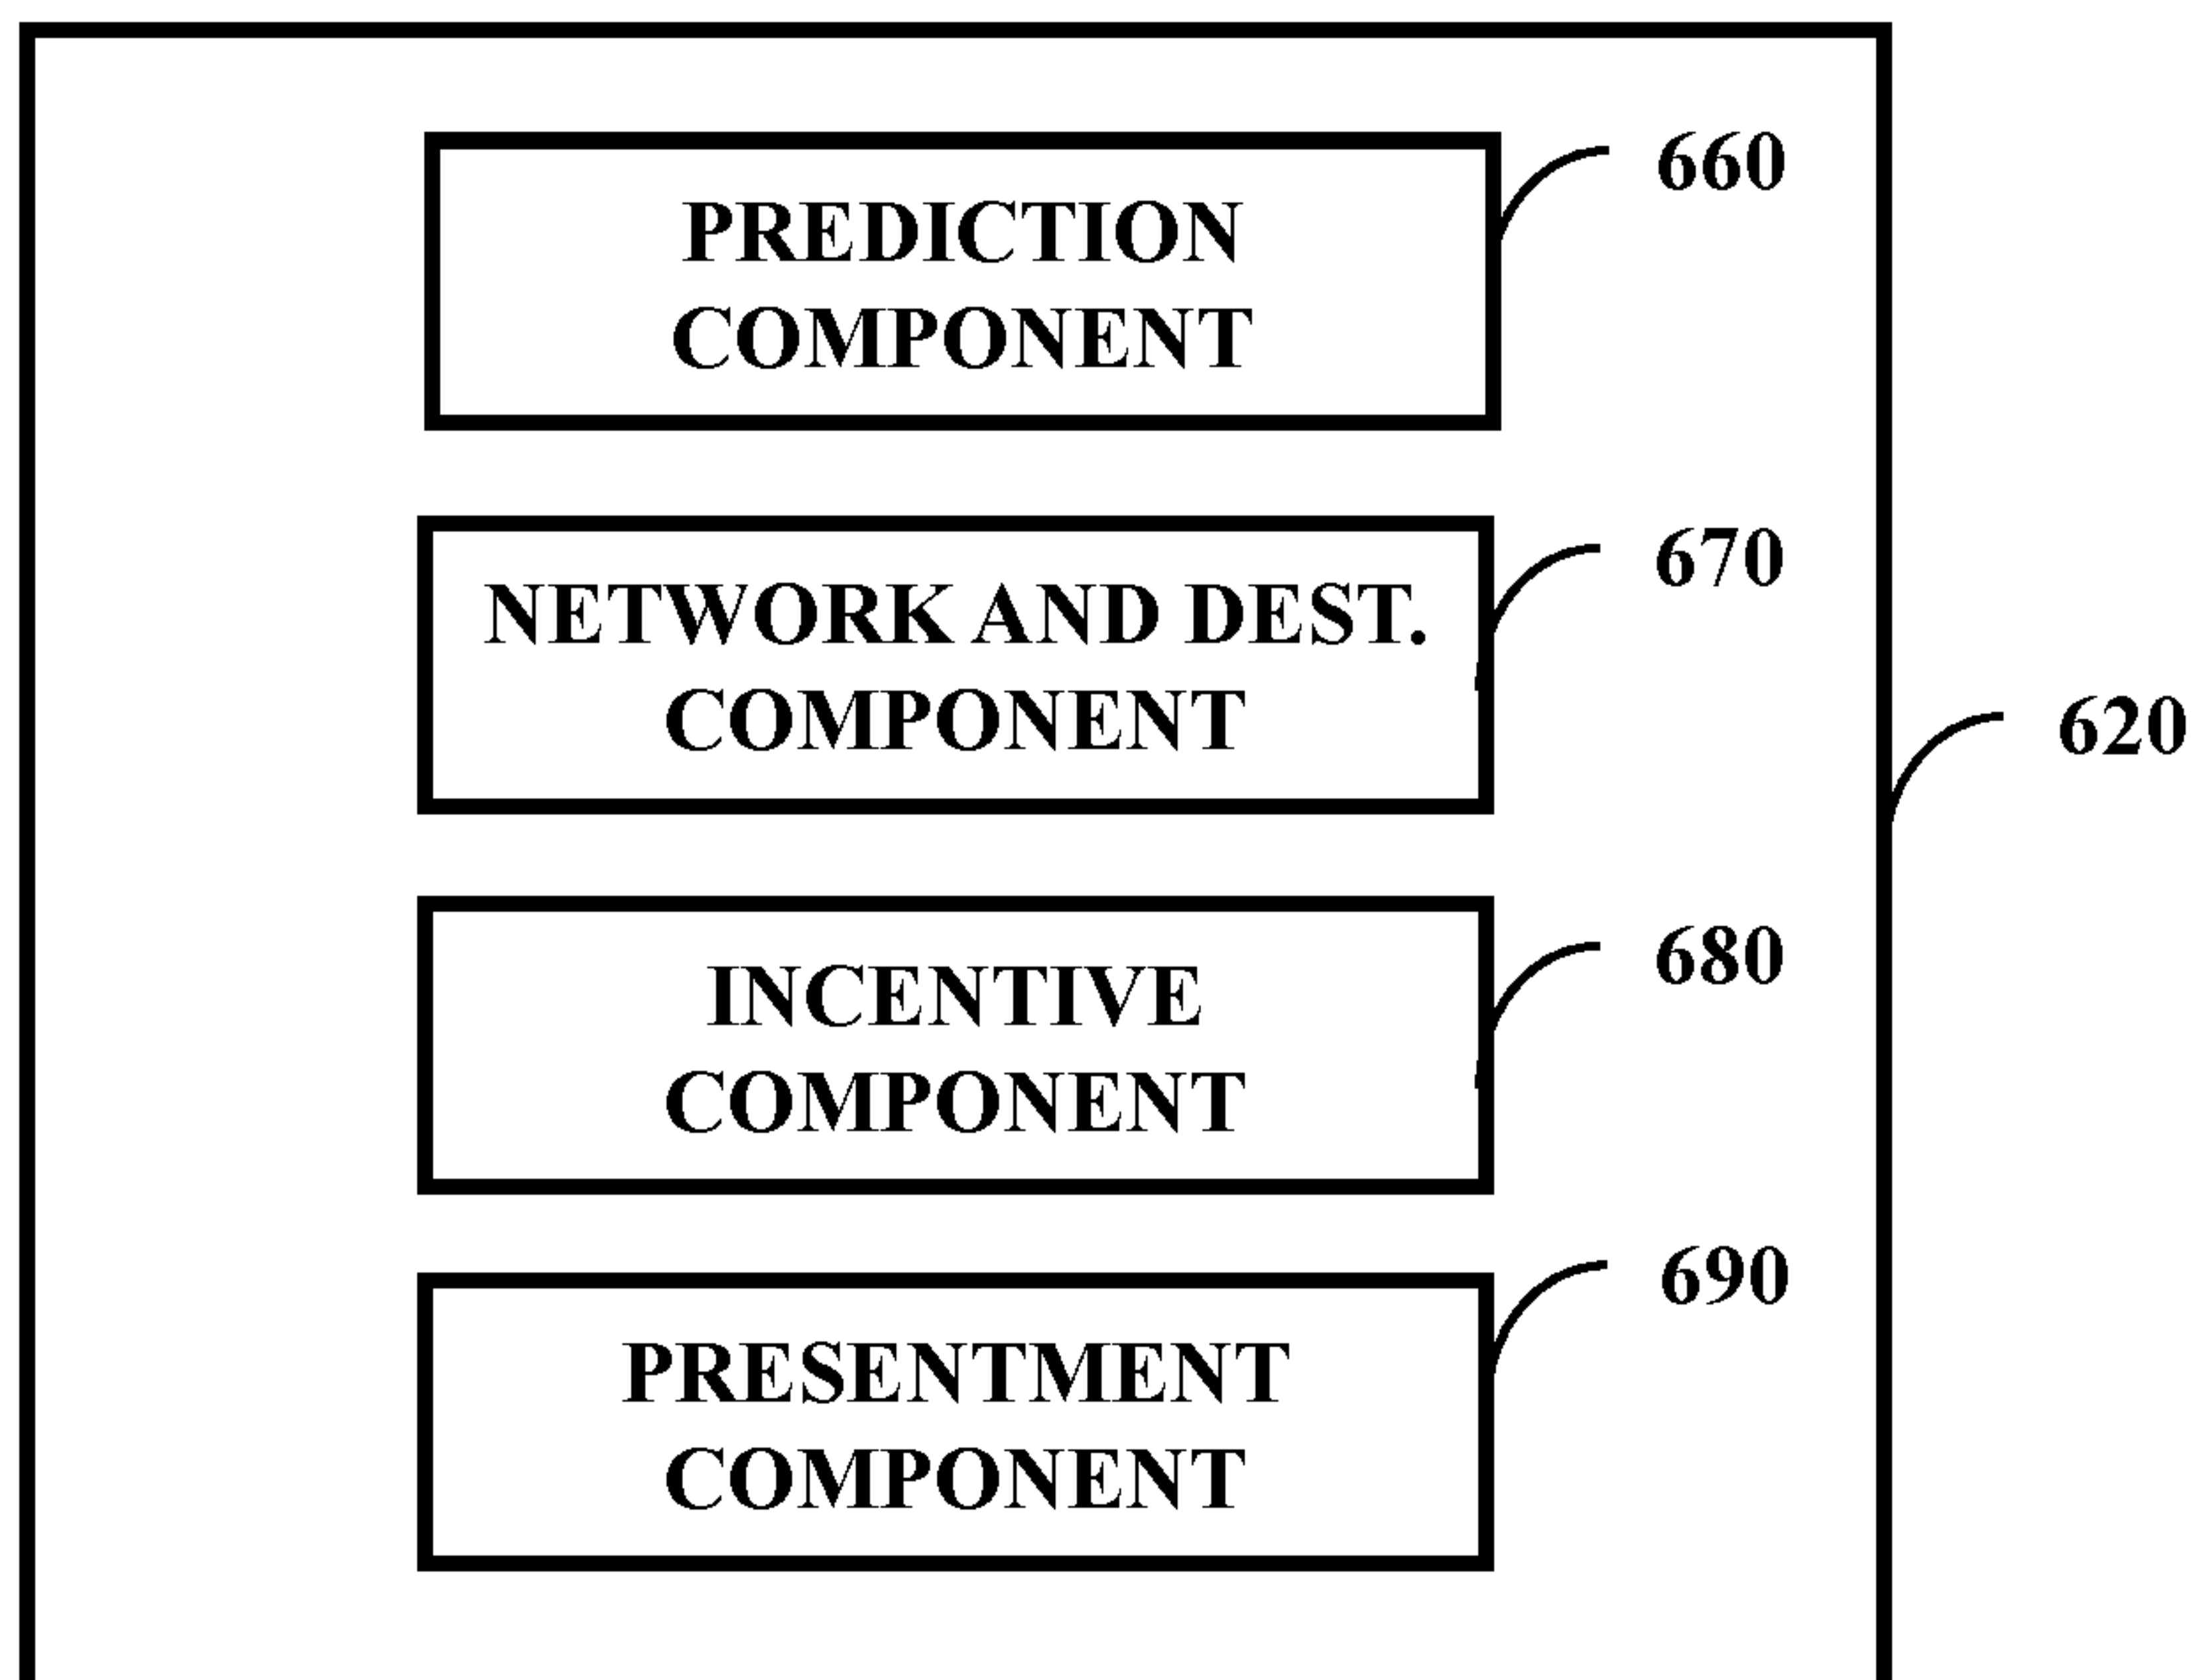 PREDICTION
COMPONENT
660
NETWORK AND DEST.
COMPONENT
670
620
INCENTIVE
COMPONENT
680
PRESENTMENT
COMPONENT
690